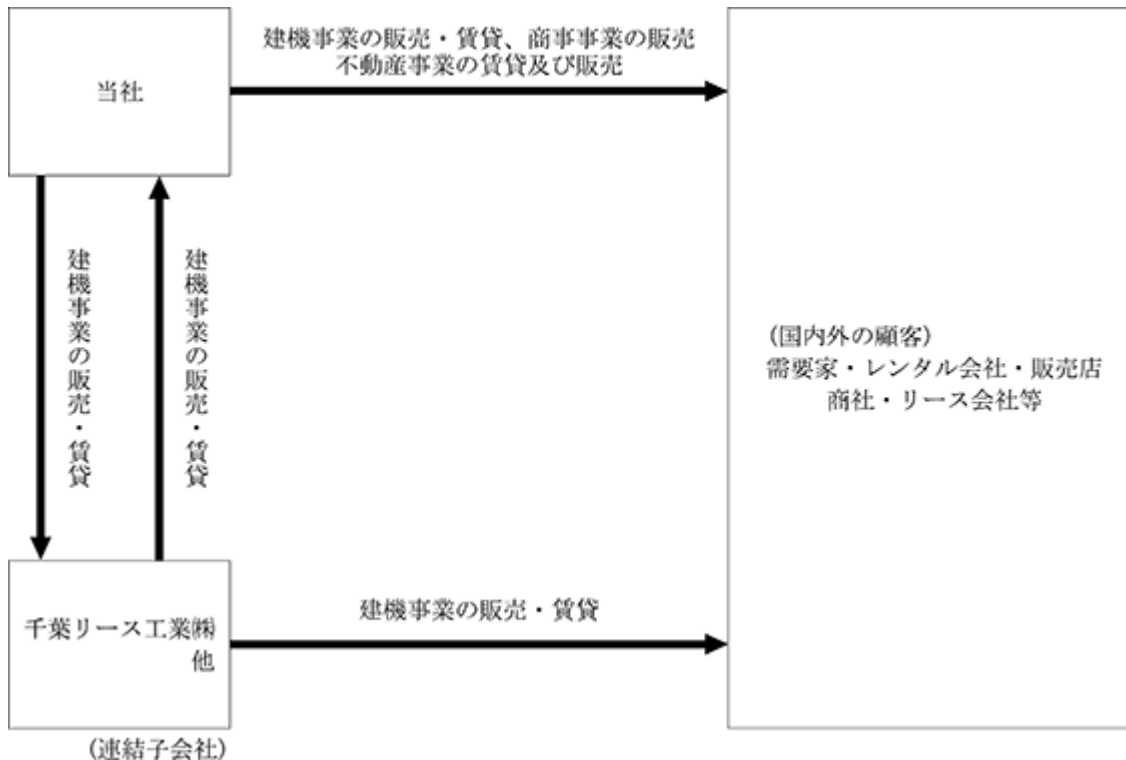 建機事業の販売・賃貸、商事事業の販売
不動産事業の賃貸及び販売
当社
建機事業の販売・賃貸
建機事業の販売・賃貸
(国内外の顧客)
需要家・レンタル会社・販売店
商社・リース会社等
建機事業の販売・賃貸
千葉リース工業㈱
他
(連結子会社)